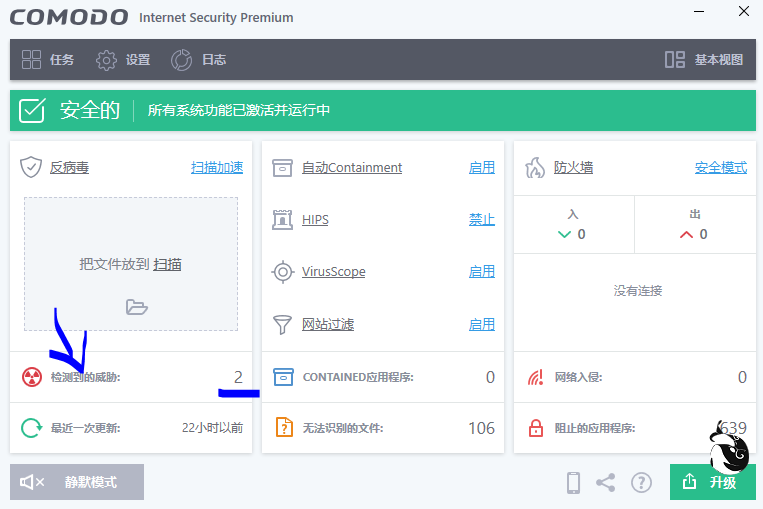 COMODO Internet Security Premium
任务 设置 日志 基本视图
安全的 所有系统功能已激活并运行中
反病毒 扫描加速
把文件放到 扫描
检测到的威胁: 2
最近一次更新: 22小时以前
自动Containment 启用
HIPS 禁止
VirusScope 启用
网站过滤 启用
CONTAINED应用程序: 0
无法识别的文件: 106
防火墙 安全模式
入 出
0 0
没有连接
网络入侵: 0
阻止的应用程序: 639
静默模式 升级